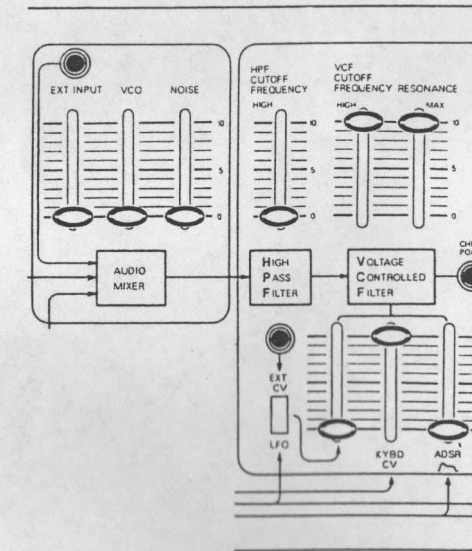 EXT INPUT VCO NOISE
10
5
0
AUDIO
MIXER
HPF
CUTOFF
FREQUENCY
HIGH
10
5
0
VCF
CUTOFF
FREQUENCY RESONANCE
HIGH MAX
10
5
0
HIGH
PASS
FILTER
VOLTAGE
CONTROLLED
FILTER
EXT
CV
LFO
KYBD
CV
ADSR